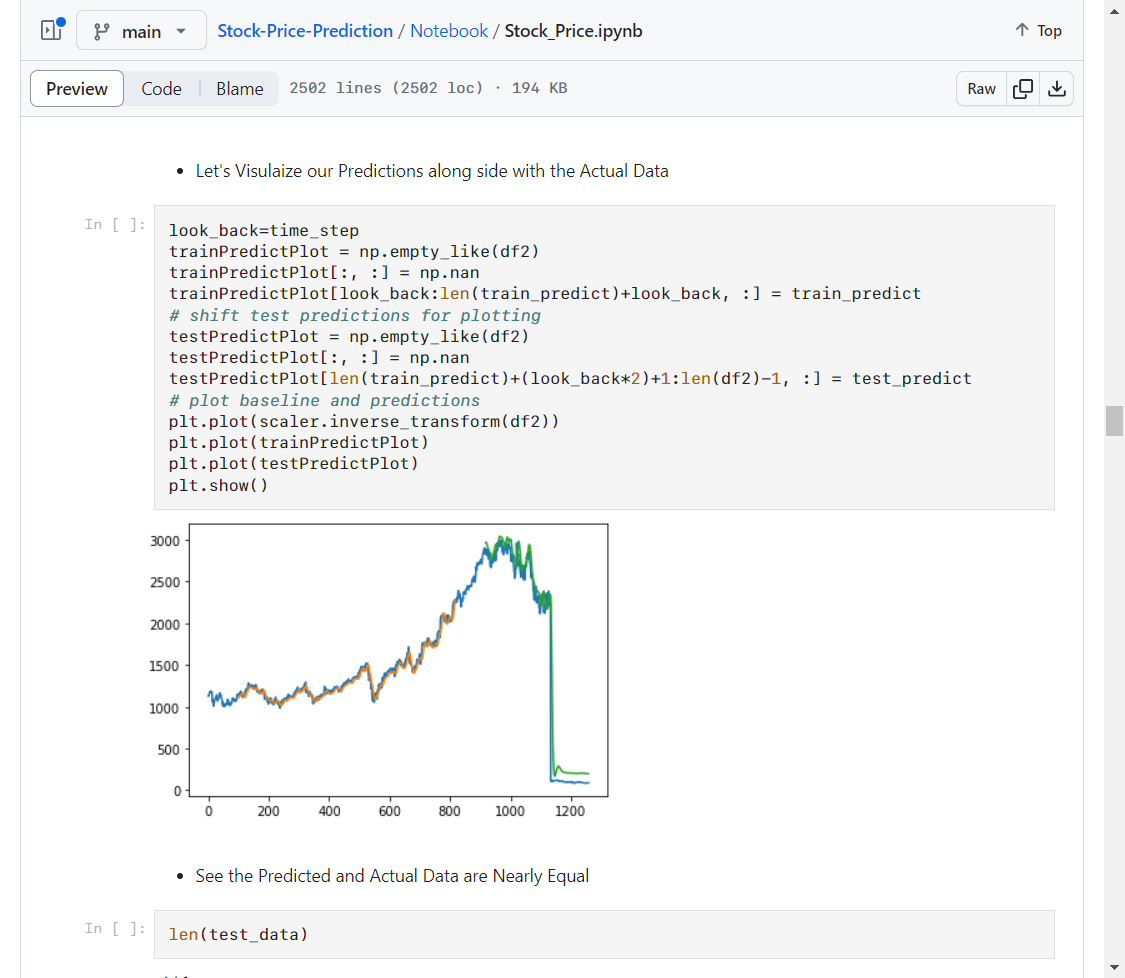 main
Stock-Price-Prediction / Notebook / Stock_Price.ipynb
Top
Preview
Code
Blame
2502 lines (2502 loc) · 194 KB
Raw
• Let's Visulaize our Predictions along side with the Actual Data
In [ ]:
look_back=time_step
trainPredictPlot = np.empty_like(df2)
trainPredictPlot[:, :] = np.nan
trainPredictPlot[look_back:len(train_predict)+look_back, :] = train_predict
# shift test predictions for plotting
testPredictPlot = np.empty_like(df2)
testPredictPlot[:, :] = np.nan
testPredictPlot[len(train_predict)+(look_back*2)+1:len(df2)-1, :] = test_predict
# plot baseline and predictions
plt.plot(scaler.inverse_transform(df2))
plt.plot(trainPredictPlot)
plt.plot(testPredictPlot)
plt.show()
3000
2500
2000
1500
1000
500
0
0 200 400 600 800 1000 1200
• See the Predicted and Actual Data are Nearly Equal
In [ ]:
len(test_data)